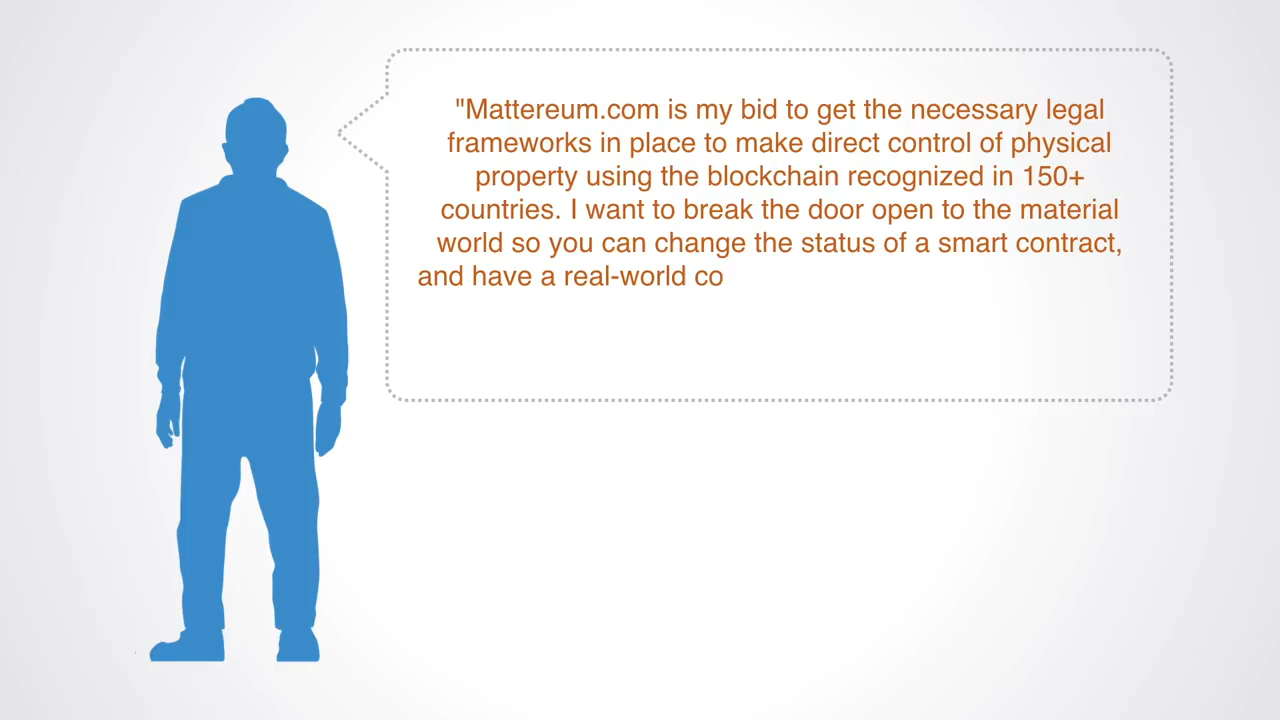 "Mattereum.com is my bid to get the necessary legal
frameworks in place to make direct control of physical
property using the blockchain recognized in 150+
countries. I want to break the door open to the material
world so you can change the status of a smart contract,
and have a real-world co